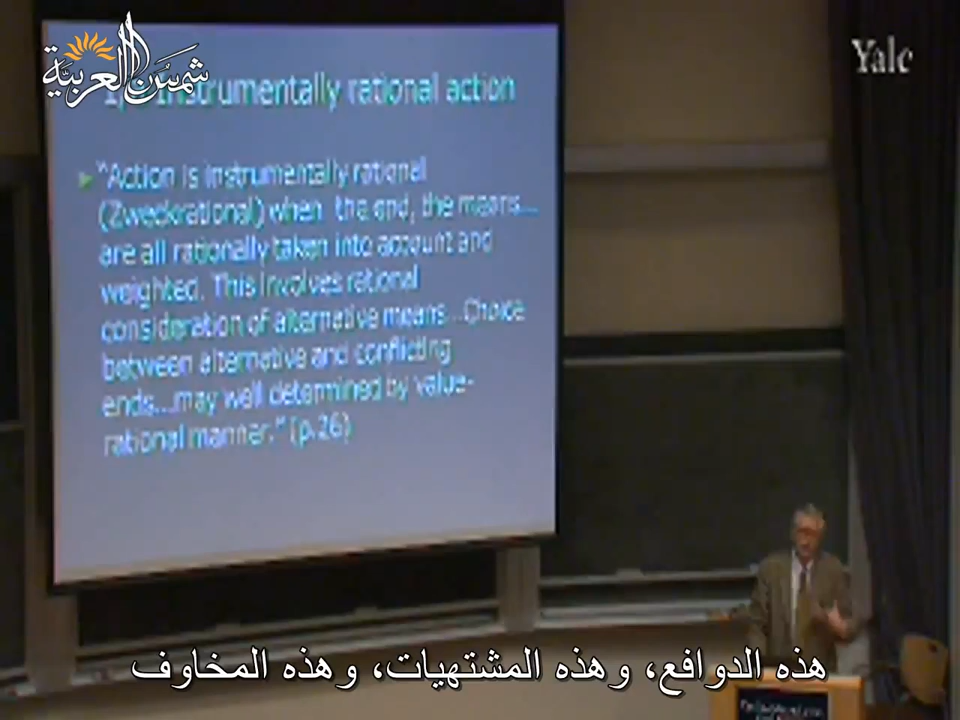 شمس العربية
Yale
Instrumentally rational action
"Action is instrumentally rational
(Zweckrational) when the end, the means...
are all rationally taken into account and
weighted. This involves rational
consideration of alternative means...Choice
between alternative and conflicting
ends...may well determined by value-
rational manner." (p.26)
هذه الدوافع، وهذه المشتهيات، وهذه المخاوف